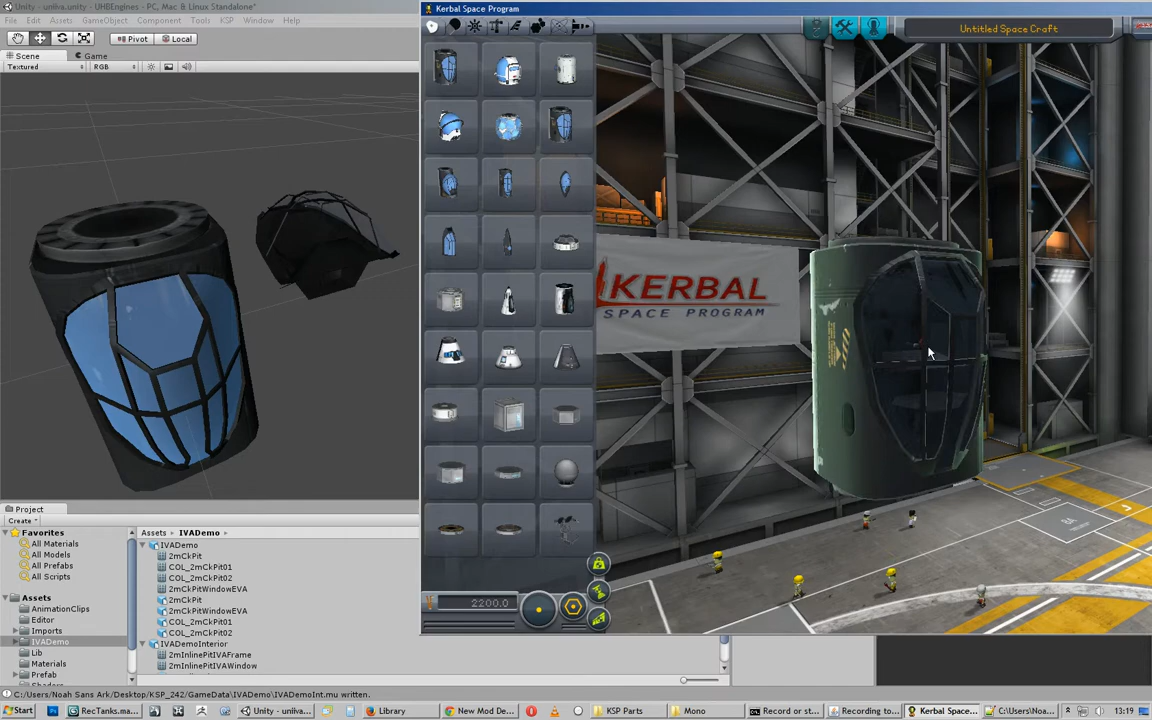 Unity - uniiva.unity - UHBEngines - PC, Mac & Linux Standalone*
File Edit Assets GameObject Component Tools KSP Window Help
Pivot Local
Scene Game
Textured RGB
Kerbal Space Program
Untitled Space Craft
KERBAL
SPACE PROGRAM
2200.0
Project
Create
Favorites
All Materials
All Models
All Prefabs
All Scripts
Assets
AnimationClips
Editor
Imports
IVADemo
Lib
Materials
Prefab
Assets IVADemo
IVADemo
2mCkPit
COL_2mCkPit01
COL_2mCkPit02
2mCkPitWindowEVA
2mCkPit
2mCkPitWindowEVA
COL_2mCkPit01
COL_2mCkPit02
IVADemoInterior
2mInlinePitIVAFrame
2mInlinePitIVAWindow
C:/Users/Noah Sans Ark/Desktop/KSP_242/GameData/IVADemo/IVADemoInt.mu written.
Start RecTanks.ma... Unity - uniiva... Library New Mod De... KSP Parts Mono Record or st... Recording to... Kerbal Space... C:\Users\Noa... 13:19